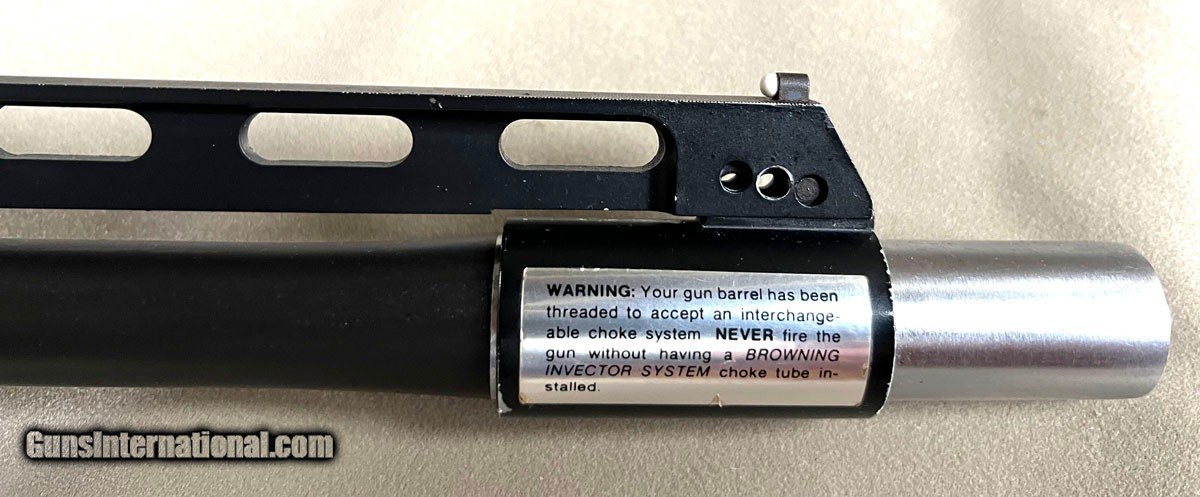 WARNING: Your gun barrel has been
threaded to accept an interchange-
able choke system NEVER fire the
gun without having a BROWNING
INVECTOR SYSTEM choke tube in-
stalled.
GunsInternational.com